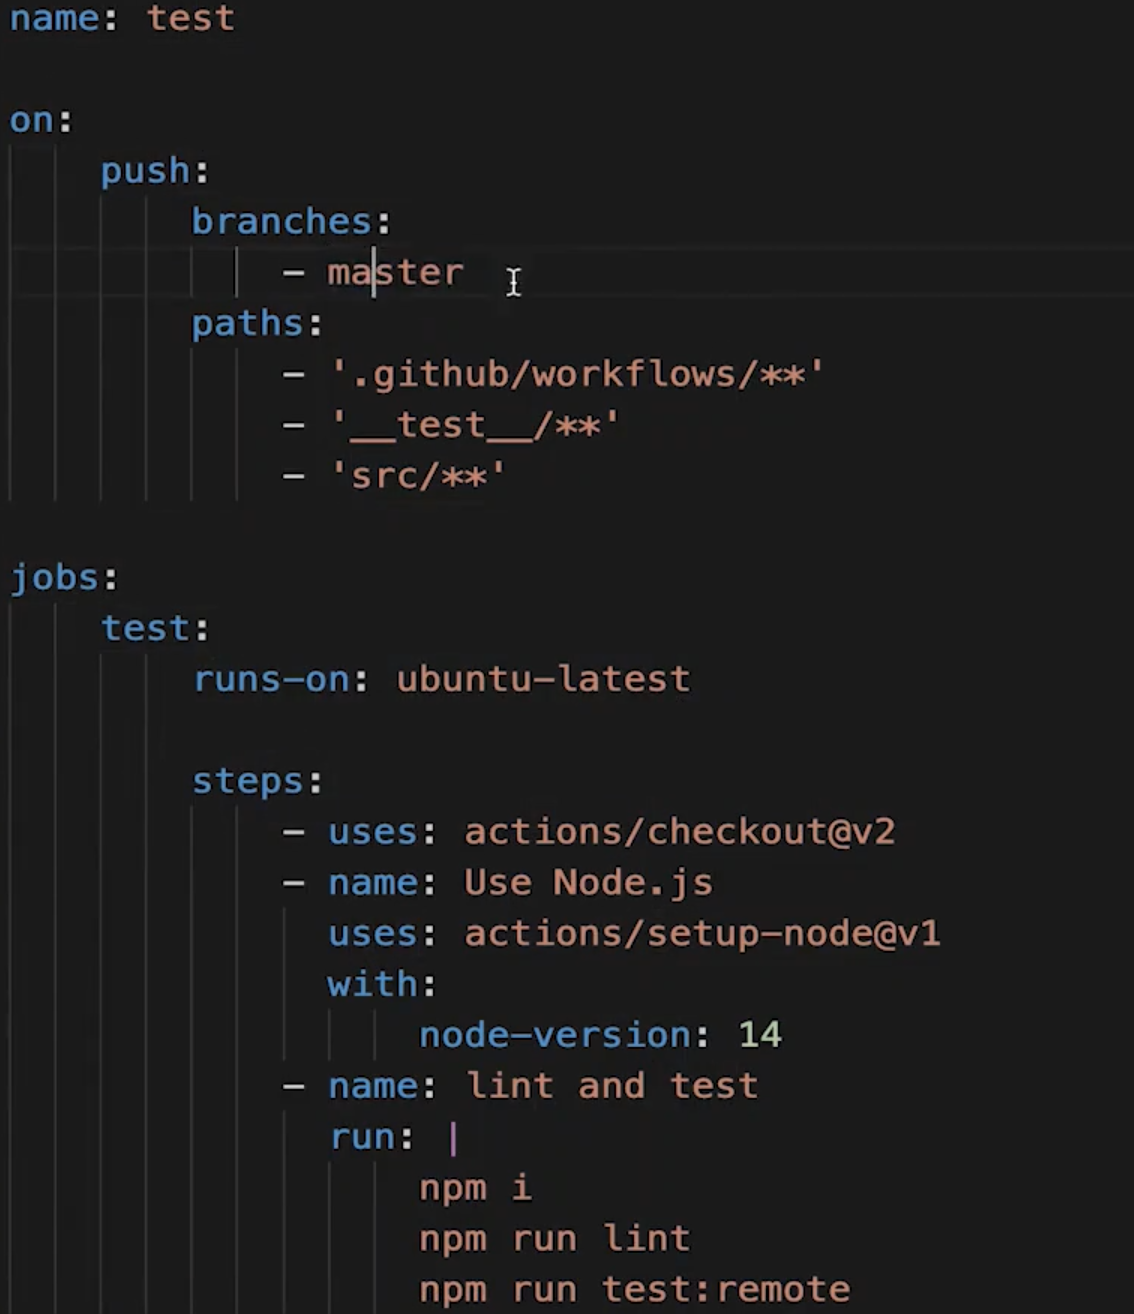 name: test
on:
push:
branches:
- master
paths:
- '.github/workflows/**'
- '__test__/**'
- 'src/**'
jobs:
test:
runs-on: ubuntu-latest
steps:
- uses: actions/checkout@v2
- name: Use Node.js
uses: actions/setup-node@v1
with:
node-version: 14
- name: lint and test
run: |
npm i
npm run lint
npm run test:remote